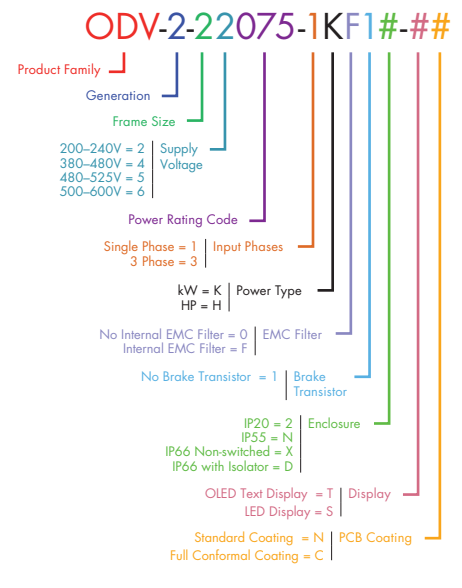 ODV-2-22075-1KF1#-##
Product Family
Generation
Frame Size
200–240V = 2
380–480V = 4
480–525V = 5
500–600V = 6
Supply
Voltage
Power Rating Code
Single Phase = 1
3 Phase = 3
Input Phases
kW = K
HP = H
Power Type
No Internal EMC Filter = 0
Internal EMC Filter = F
EMC Filter
No Brake Transistor = 1
Brake
Transistor
IP20 = 2
IP55 = N
IP66 Non-switched = X
IP66 with Isolator = D
Enclosure
OLED Text Display = T
LED Display = S
Display
Standard Coating = N
Full Conformal Coating = C
PCB Coating